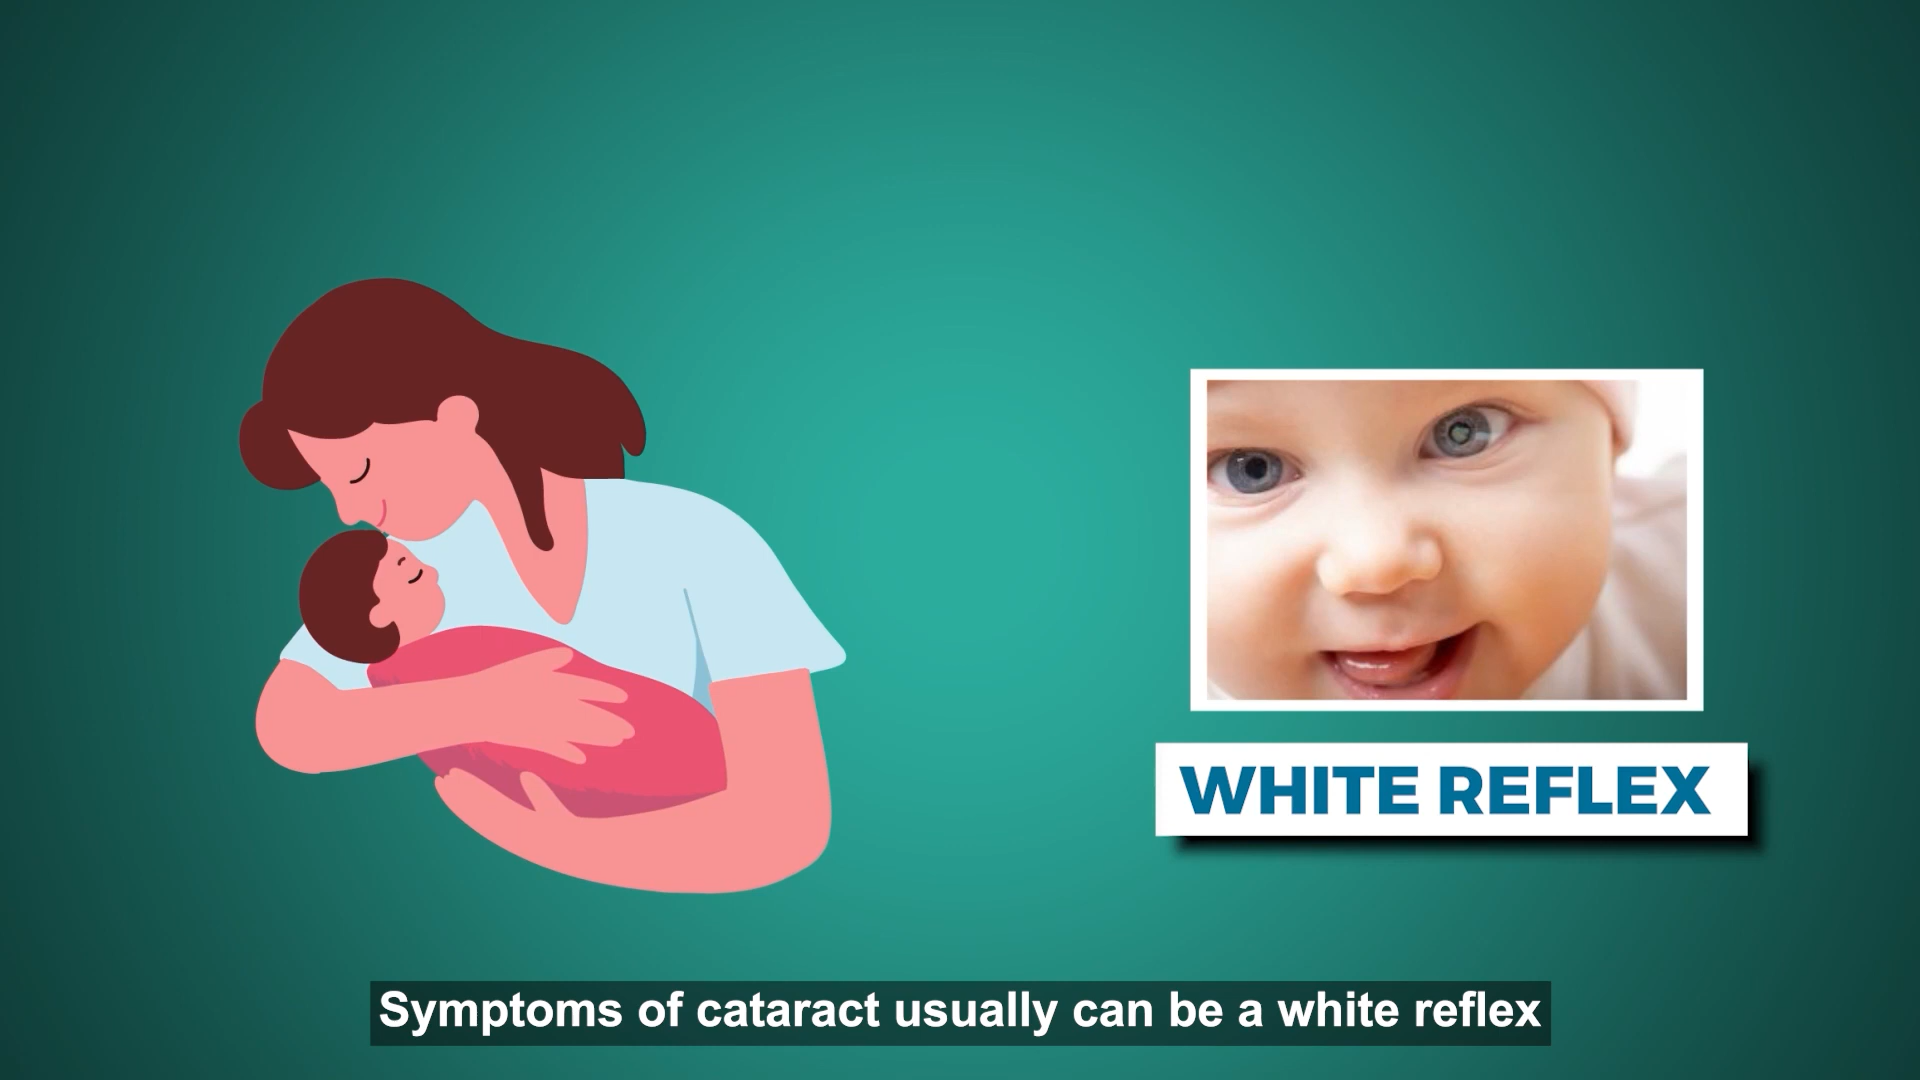 WHITE REFLEX
Symptoms of cataract usually can be a white reflex